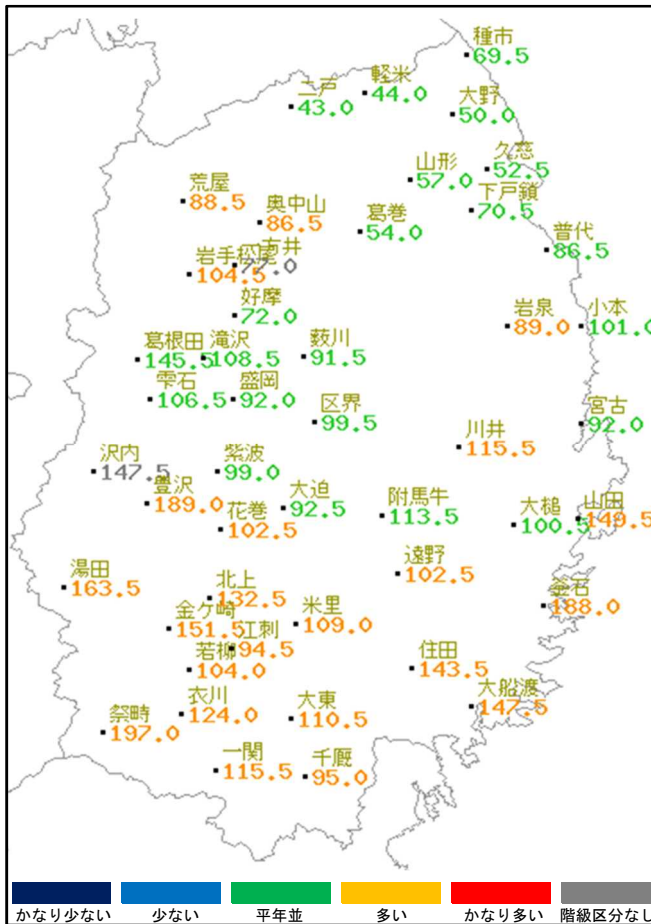 種市
69.5
軽米
44.0
二戸
43.0
大野
50.0
久慈
52.5
山形
57.0
下戸鎖
70.5
荒屋
88.5
奥中山
86.5
葛巻
54.0
普代
86.5
77.0
104.5
好摩
72.0
岩泉
89.0
小本
101.0
葛根田
145.5
滝沢
108.5
薮川
91.5
雫石
106.5
盛岡
92.0
区界
99.5
宮古
92.0
川井
115.5
沢内
147.5
紫波
99.0
豊沢
189.0
大迫
92.5
花巻
102.5
附馬牛
113.5
大槌
100.5
山田
149.5
遠野
102.5
湯田
163.5
北上
132.5
釜石
188.0
金ケ崎
151.5
米里
109.0
江刺
94.5
若柳
104.0
住田
143.5
大船渡
147.5
衣川
124.0
大東
110.5
祭畤
197.0
一関
115.5
千厩
95.0
かなり少ない 少ない 平年並 多い かなり多い 階級区分なし